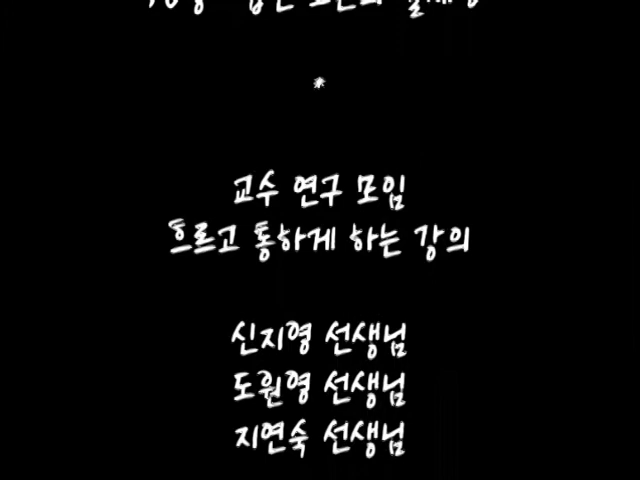 *
교수 연구 모임
흐르고 통하게 하는 강의
신지영 선생님
도원영 선생님
지연숙 선생님